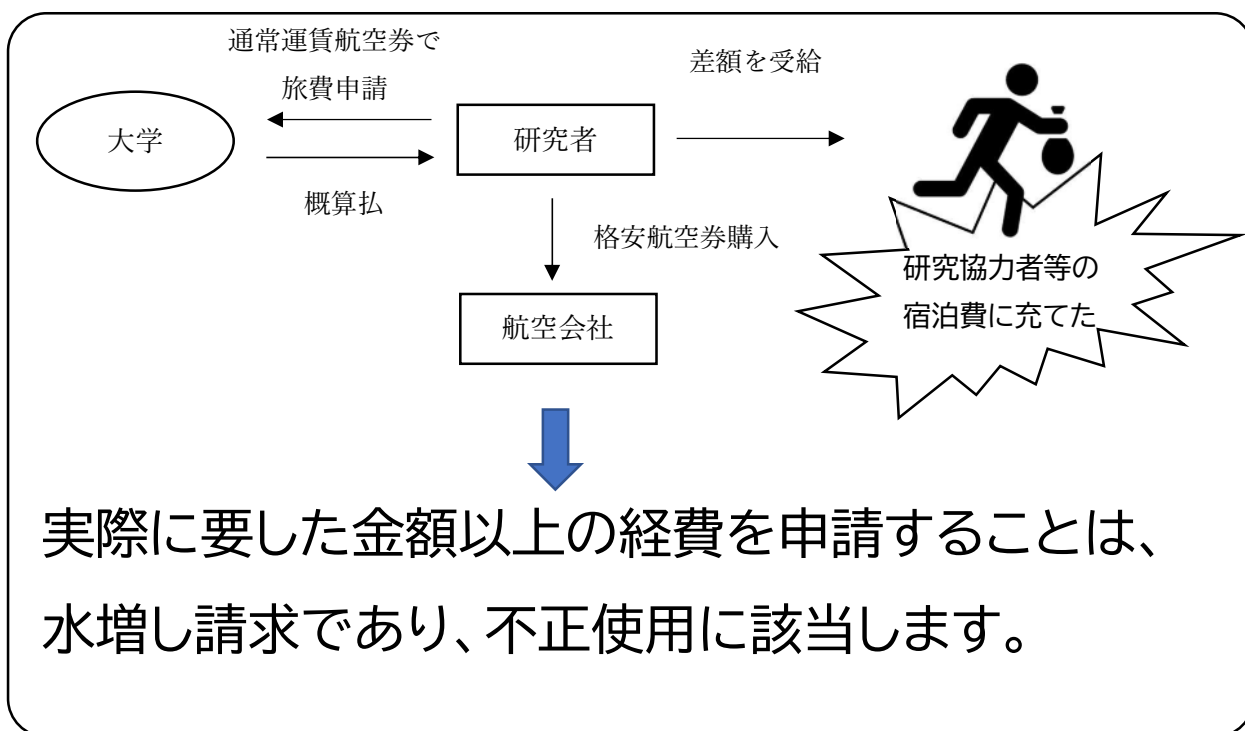 通常運賃航空券で
旅費申請
差額を受給
大学
研究者
概算払
格安航空券購入
研究協力者等の
宿泊費に充てた
航空会社
実際に要した金額以上の経費を申請することは、
水増し請求であり、不正使用に該当します。